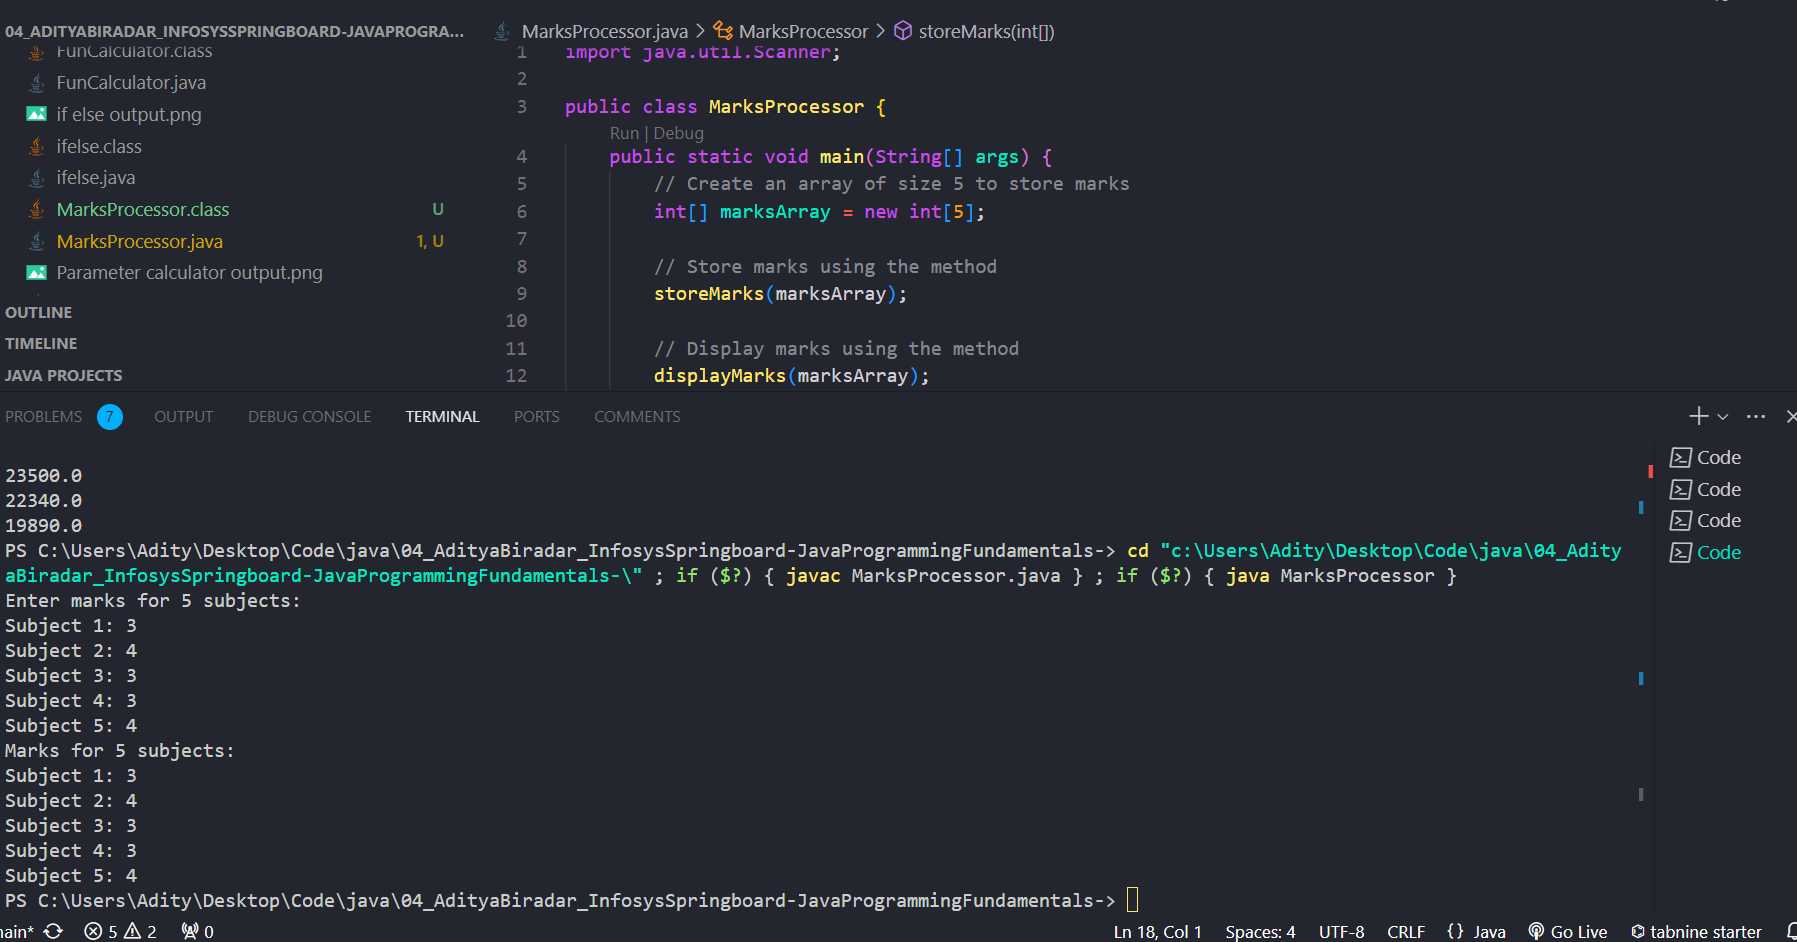 04_ADITYABIRADAR_INFOSYSSPRINGBOARD-JAVAPROGRA...
FunCalculator.class
FunCalculator.java
if else output.png
ifelse.class
ifelse.java
MarksProcessor.class U
MarksProcessor.java 1, U
Parameter calculator output.png
OUTLINE
TIMELINE
JAVA PROJECTS
MarksProcessor.java > MarksProcessor > storeMarks(int[])
1 import java.util.Scanner;
2
3 public class MarksProcessor {
Run | Debug
4 public static void main(String[] args) {
5 // Create an array of size 5 to store marks
6 int[] marksArray = new int[5];
7
8 // Store marks using the method
9 storeMarks(marksArray);
10
11 // Display marks using the method
12 displayMarks(marksArray);
PROBLEMS 7 OUTPUT DEBUG CONSOLE TERMINAL PORTS COMMENTS
23500.0
22340.0
19890.0
PS C:\Users\Adity\Desktop\Code\java\04_AdityaBiradar_InfosysSpringboard-JavaProgrammingFundamentals-> cd "c:\Users\Adity\Desktop\Code\java\04_Adity
aBiradar_InfosysSpringboard-JavaProgrammingFundamentals-\" ; if ($?) { javac MarksProcessor.java } ; if ($?) { java MarksProcessor }
Enter marks for 5 subjects:
Subject 1: 3
Subject 2: 4
Subject 3: 3
Subject 4: 3
Subject 5: 4
Marks for 5 subjects:
Subject 1: 3
Subject 2: 4
Subject 3: 3
Subject 4: 3
Subject 5: 4
PS C:\Users\Adity\Desktop\Code\java\04_AdityaBiradar_InfosysSpringboard-JavaProgrammingFundamentals->
Code
Code
Code
Code
ain* 5 2 0 Ln 18, Col 1 Spaces: 4 UTF-8 CRLF {} Java Go Live tabnine starter